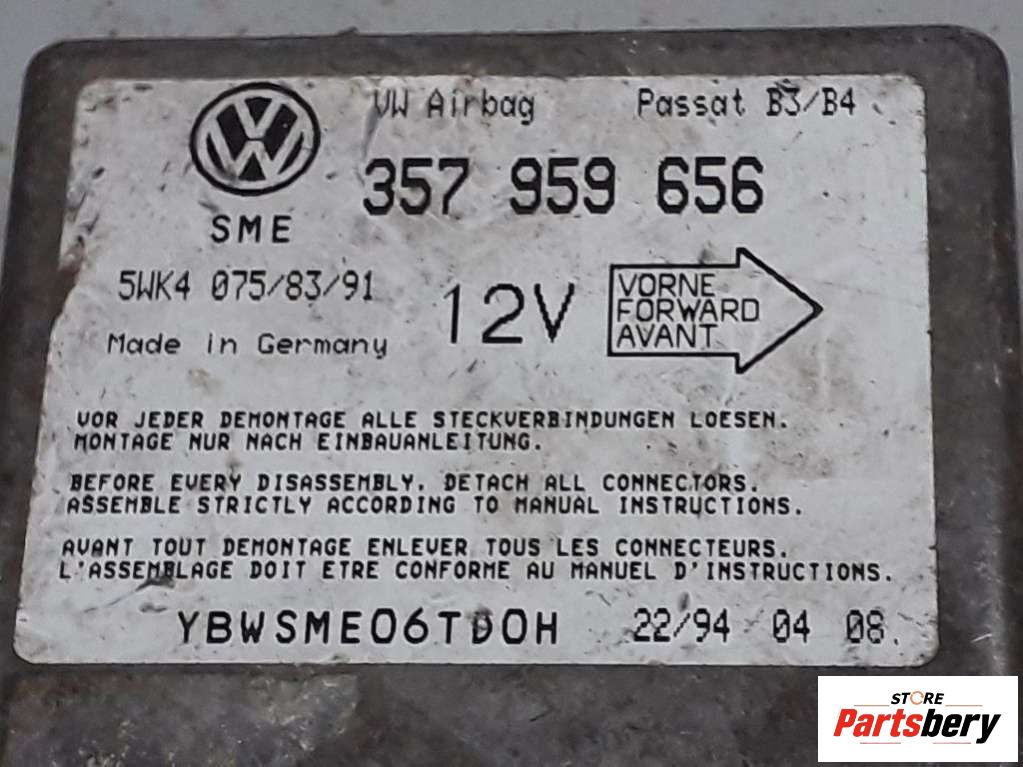 VW Airbag Passat B3/B4
357 959 656
SME
5WK4 075/83/91
12V
VORNE
FORWARD
AVANT
Made in Germany
VOR JEDER DEMONTAGE ALLE STECKVERBINDUNGEN LOESEN.
MONTAGE NUR NACH EINBAUANLEITUNG.
BEFORE EVERY DISASSEMBLY. DETACH ALL CONNECTORS.
ASSEMBLE STRICTLY ACCORDING TO MANUAL INSTRUCTIONS.
AVANT TOUT DEMONTAGE ENLEVER TOUS LES CONNECTEURS.
L'ASSEMBLAGE DOIT ETRE CONFORME AU MANUEL D'INSTRUCTIONS.
YBWSME06TD0H 22/94 04 08.
STORE
Partsbery